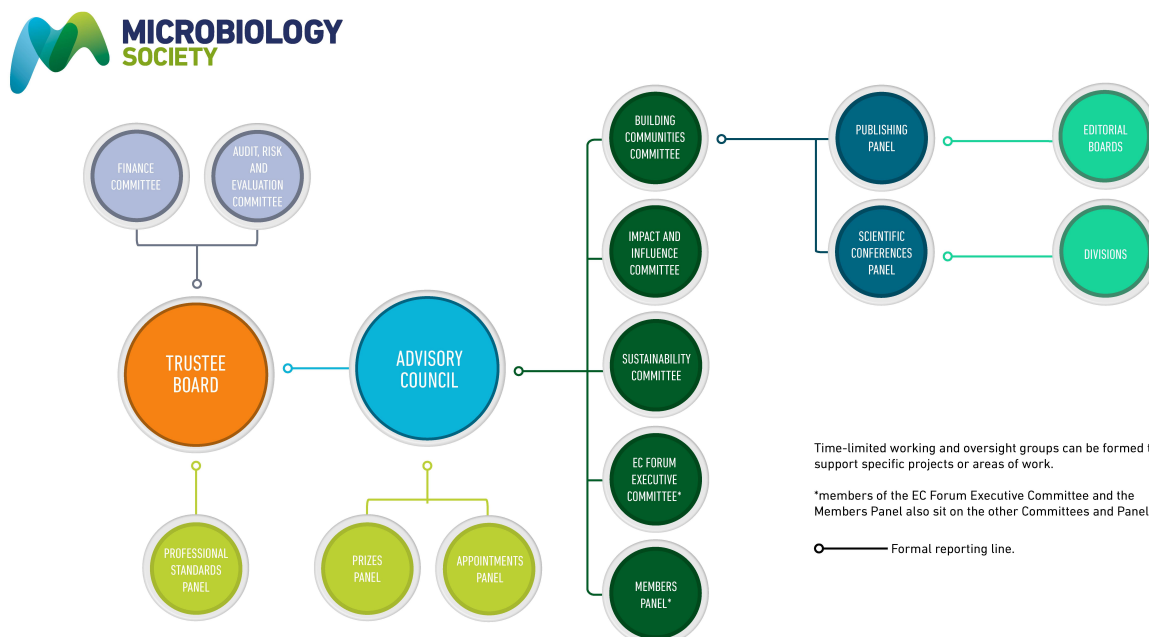 MICROBIOLOGY
SOCIETY
FINANCE
COMMITTEE
AUDIT, RISK
AND
EVALUATION
COMMITTEE
TRUSTEE
BOARD
ADVISORY
COUNCIL
PROFESSIONAL
STANDARDS
PANEL
PRIZES
PANEL
APPOINTMENTS
PANEL
BUILDING
COMMUNITIES
COMMITTEE
IMPACT AND
INFLUENCE
COMMITTEE
SUSTAINABILITY
COMMITTEE
EC FORUM
EXECUTIVE
COMMITTEE*
MEMBERS
PANEL*
PUBLISHING
PANEL
SCIENTIFIC
CONFERENCES
PANEL
EDITORIAL
BOARDS
DIVISIONS
Time-limited working and oversight groups can be formed t
support specific projects or areas of work.
*members of the EC Forum Executive Committee and the
Members Panel also sit on the other Committees and Panel
Formal reporting line.